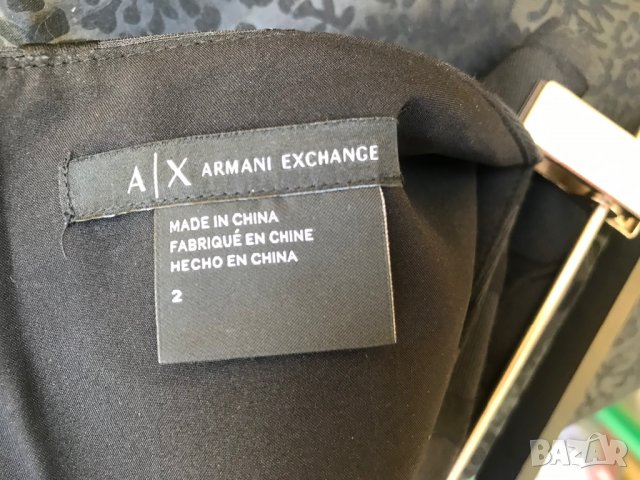 A|X ARMANI EXCHANGE
MADE IN CHINA
FABRIQUÉ EN CHINE
HECHO EN CHINA
2
BAZAR